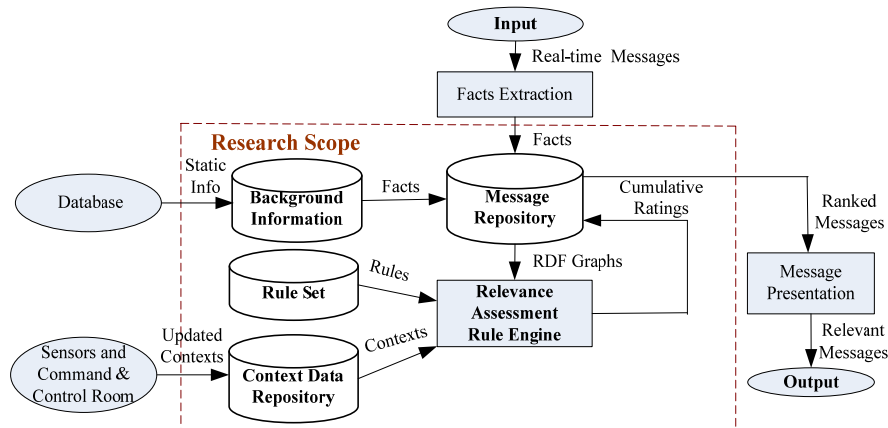 Input
Real-time Messages
Facts Extraction
Facts
Research Scope
Static
Info
Database
Background
Information
Facts
Message
Repository
Cumulative
Ratings
Ranked
Messages
RDF Graphs
Rule Set
Rules
Relevance
Assessment
Rule Engine
Message
Presentation
Updated
Contexts
Sensors and
Command &
Control Room
Context Data
Repository
Contexts
Relevant
Messages
Output